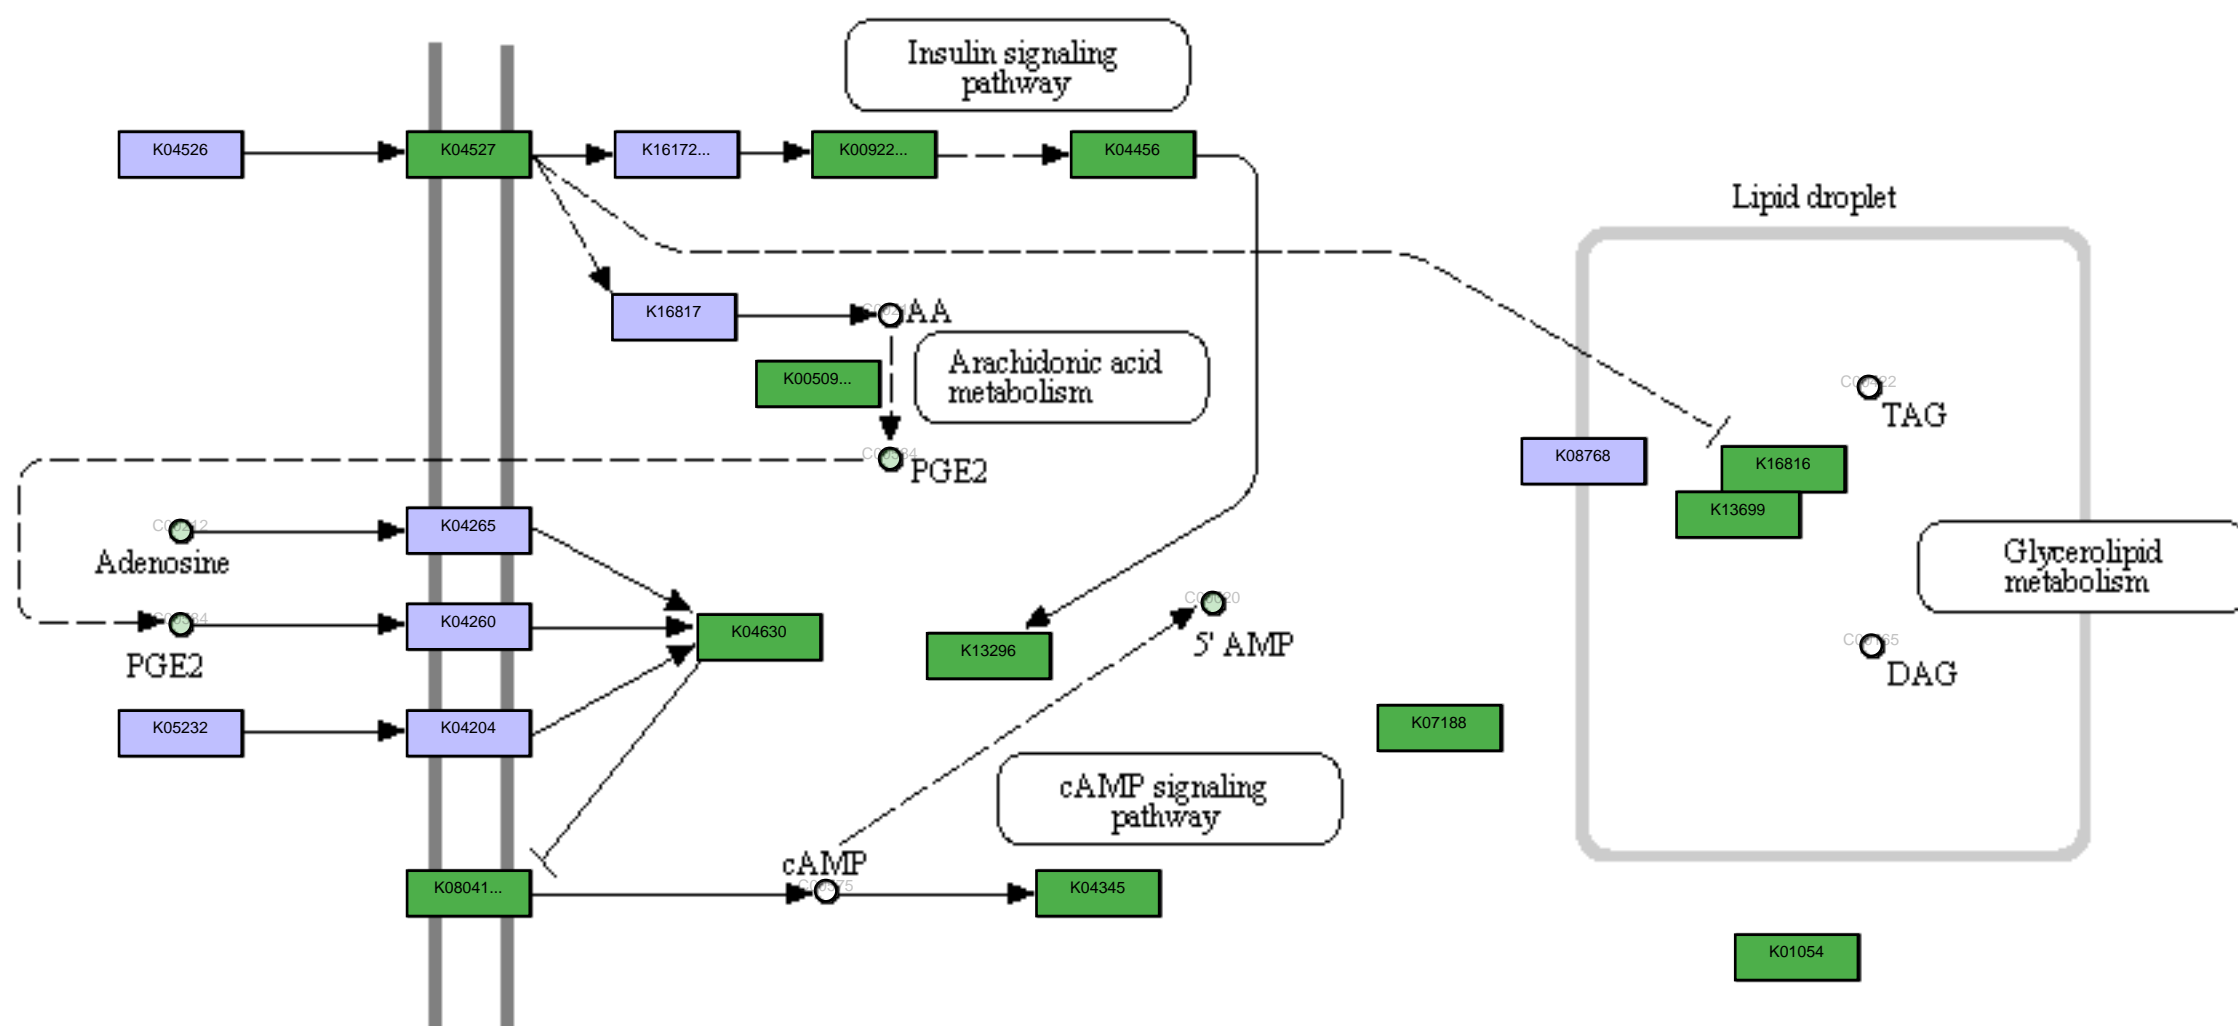 Insulin signaling
pathway
K04526
K04527
K16172...
K00922...
K04456
Lipid droplet
K16817
AA
Arachidonic acid
metabolism
K00509...
TAG
PGE2
K08768
K16816
K13699
K04265
Adenosine
Glycerolipid
metabolism
K04260
K04630
PGE2
K13296
5' AMP
DAG
K05232
K04204
K07188
cAMP signaling
pathway
cAMP
K08041...
K04345
K01054